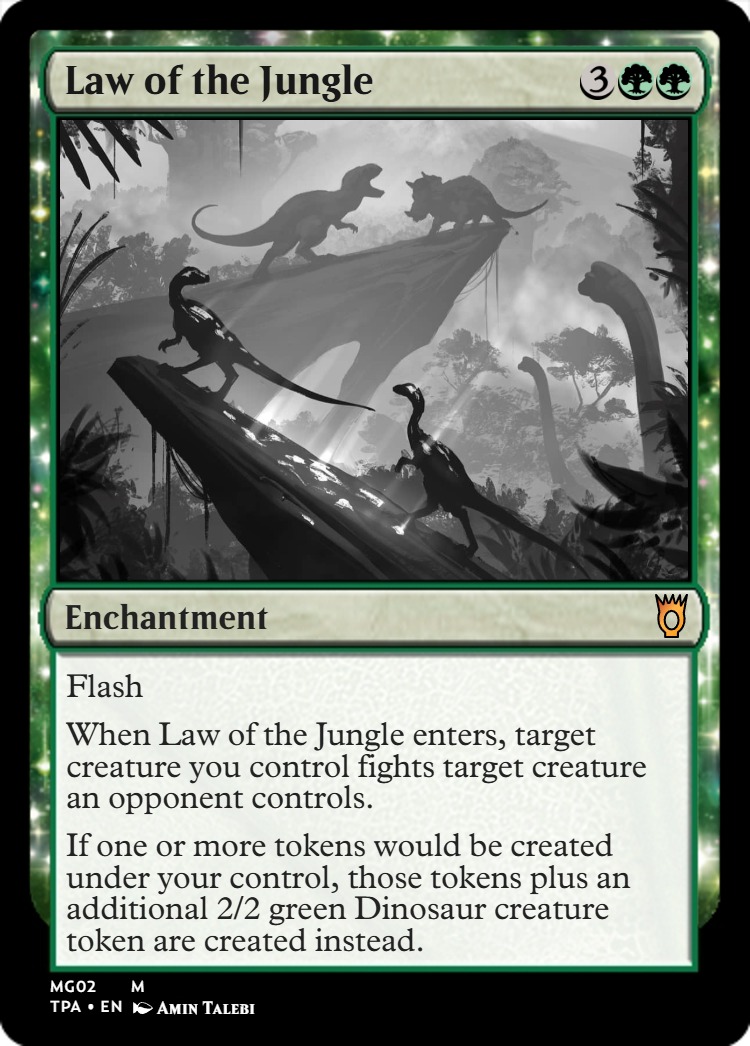 Law of the Jungle 3
Enchantment
Flash
When Law of the Jungle enters, target
creature you control fights target creature
an opponent controls.
If one or more tokens would be created
under your control, those tokens plus an
additional 2/2 green Dinosaur creature
token are created instead.
MG02 M
TPA • EN AMIN TALEBI